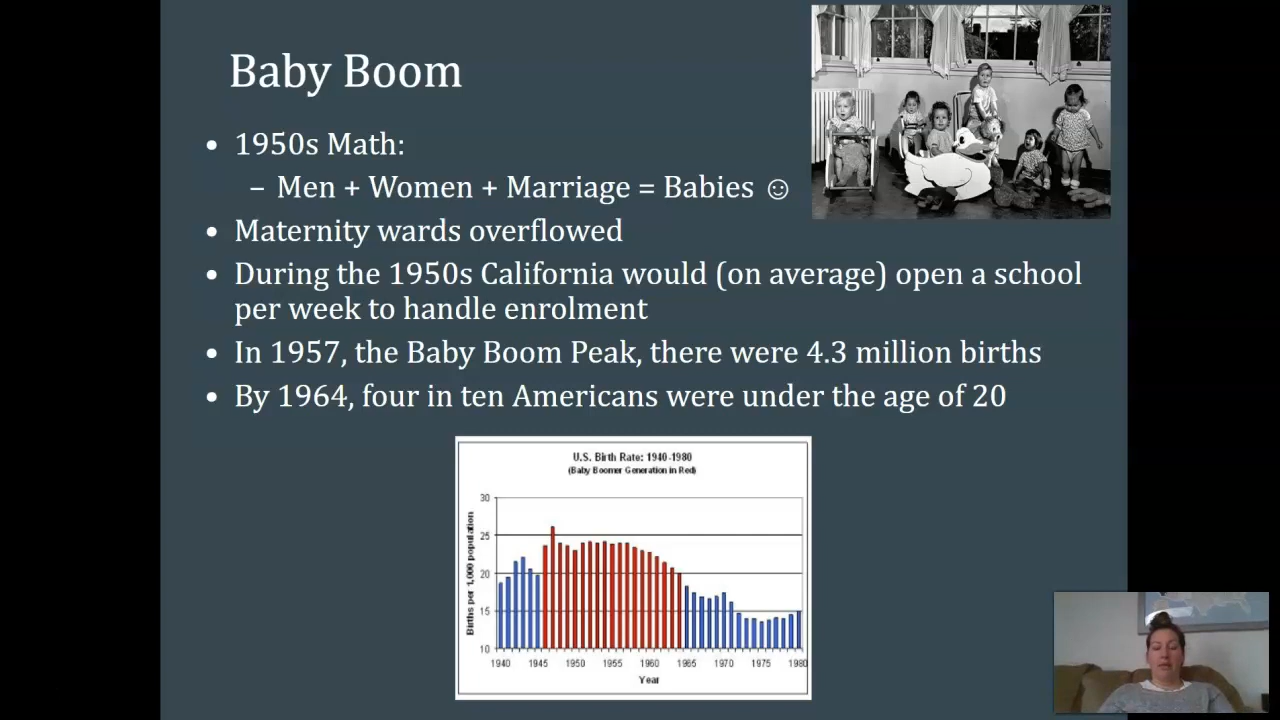 Baby Boom
• 1950s Math:
– Men + Women + Marriage = Babies ☺
• Maternity wards overflowed
• During the 1950s California would (on average) open a school
per week to handle enrolment
• In 1957, the Baby Boom Peak, there were 4.3 million births
• By 1964, four in ten Americans were under the age of 20
U.S. Birth Rate: 1940-1980
(Baby Boomer Generation in Red)
Births per 1,000 population
30
25
20
15
10
1940 1945 1950 1955 1960 1965 1970 1975 1980
Year